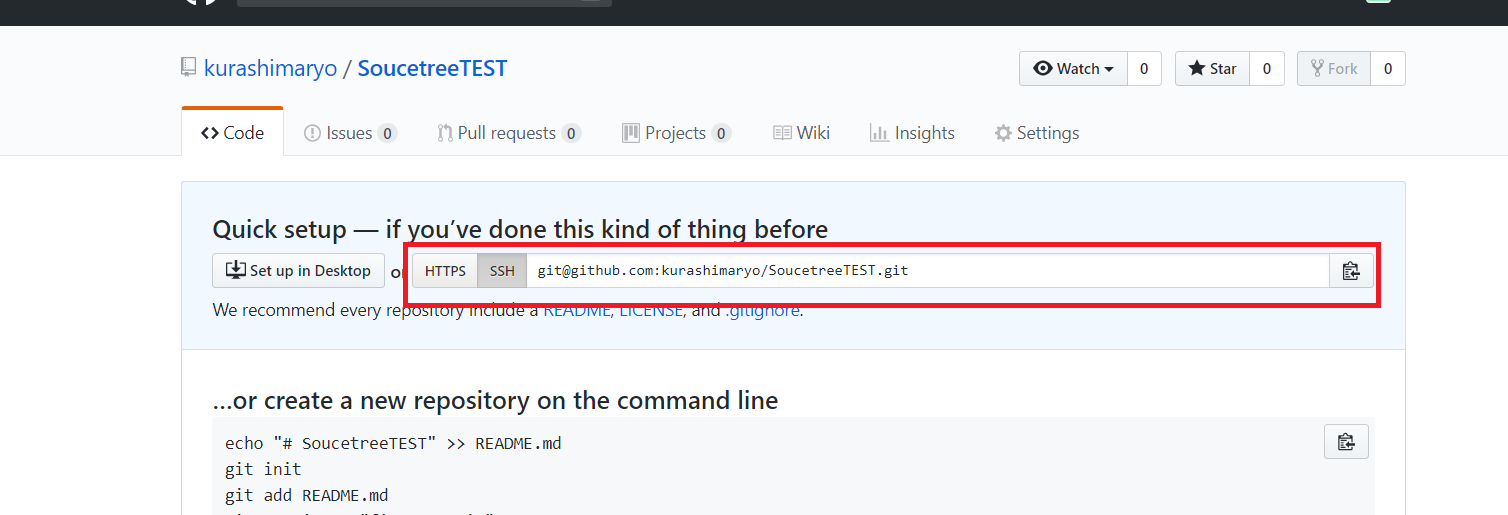 kurashimaryo / SoucetreeTEST
Watch 0 Star 0 Fork 0
Code Issues 0 Pull requests 0 Projects 0 Wiki Insights Settings
Quick setup — if you've done this kind of thing before
Set up in Desktop or HTTPS SSH git@github.com:kurashimaryo/SoucetreeTEST.git
We recommend every repository include a README, LICENSE, and .gitignore.
...or create a new repository on the command line
echo "# SoucetreeTEST" >> README.md
git init
git add README.md